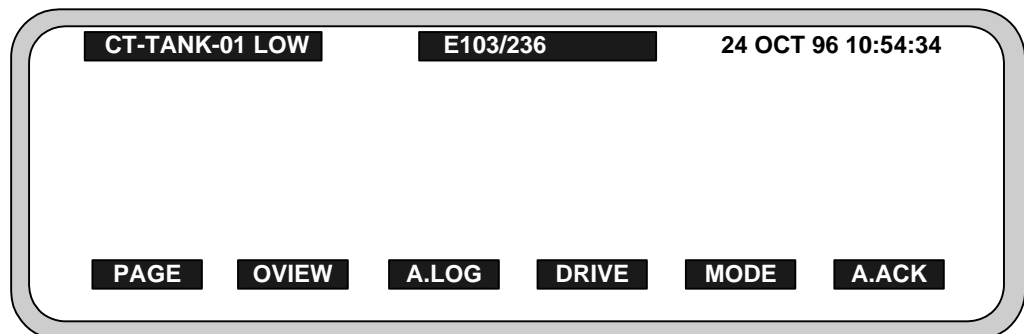 CT-TANK-01 LOW E103/236 24 OCT 96 10:54:34
PAGE OVIEW A.LOG DRIVE MODE A.ACK